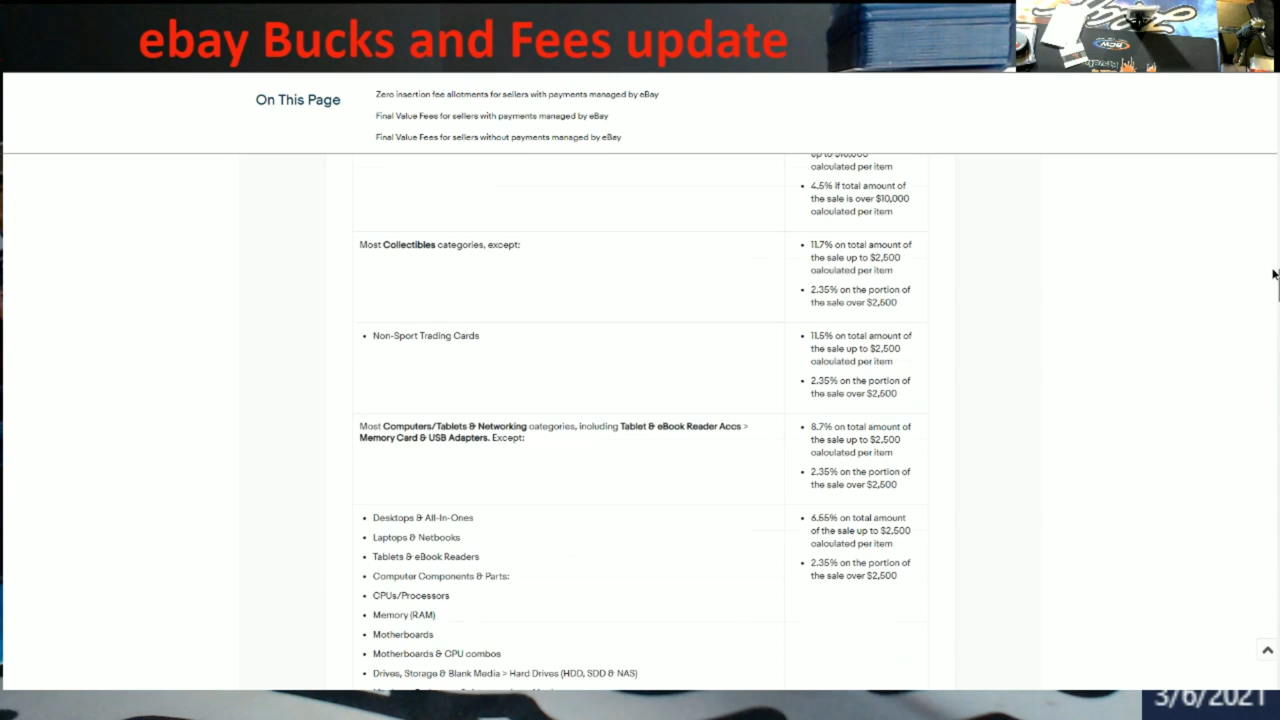 ebay Bucks and Fees update
On This Page
Zero insertion fee allotments for sellers with payments managed by eBay
Final Value Fees for sellers with payments managed by eBay
Final Value Fees for sellers without payments managed by eBay
up to $10,000
calculated per item
• 4.5% if total amount of
the sale is over $10,000
calculated per item
Most Collectibles categories, except:
• 11.7% on total amount of
the sale up to $2,500
calculated per item
• 2.35% on the portion of
the sale over $2,500
• Non-Sport Trading Cards
• 11.5% on total amount of
the sale up to $2,500
calculated per item
• 2.35% on the portion of
the sale over $2,500
Most Computers/Tablets & Networking categories, including Tablet & eBook Reader Accs >
Memory Card & USB Adapters. Except:
• 8.7% on total amount of
the sale up to $2,500
calculated per item
• 2.35% on the portion of
the sale over $2,500
• Desktops & All-In-Ones
• Laptops & Netbooks
• Tablets & eBook Readers
• Computer Components & Parts:
• CPUs/Processors
• Memory (RAM)
• Motherboards
• Motherboards & CPU combos
• Drives, Storage & Blank Media > Hard Drives (HDD, SDD & NAS)
• 6.55% on total amount
of the sale up to $2,500
calculated per item
• 2.35% on the portion of
the sale over $2,500
BCW
3/6/2021